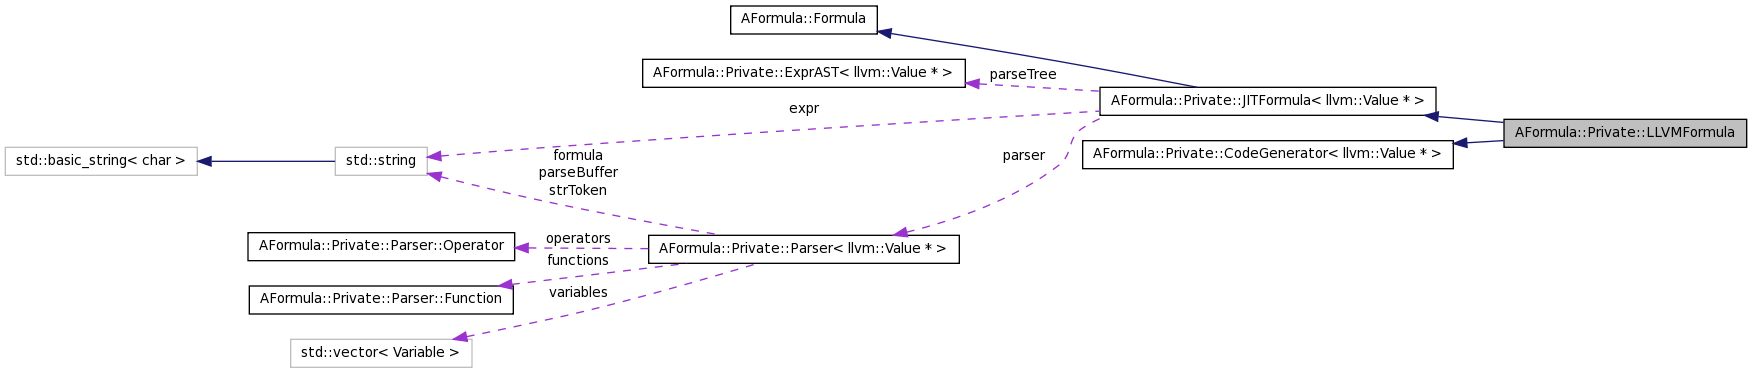 AFormula::Formula
AFormula::Private::ExprAST< llvm::Value * >
parseTree
AFormula::Private::JITFormula< llvm::Value * >
expr
AFormula::Private::LLVMFormula
AFormula::Private::CodeGenerator< llvm::Value * >
std::basic_string< char >
std::string
formula
parseBuffer
strToken
parser
AFormula::Private::Parser::Operator
operators
AFormula::Private::Parser< llvm::Value * >
functions
AFormula::Private::Parser::Function
variables
std::vector< Variable >